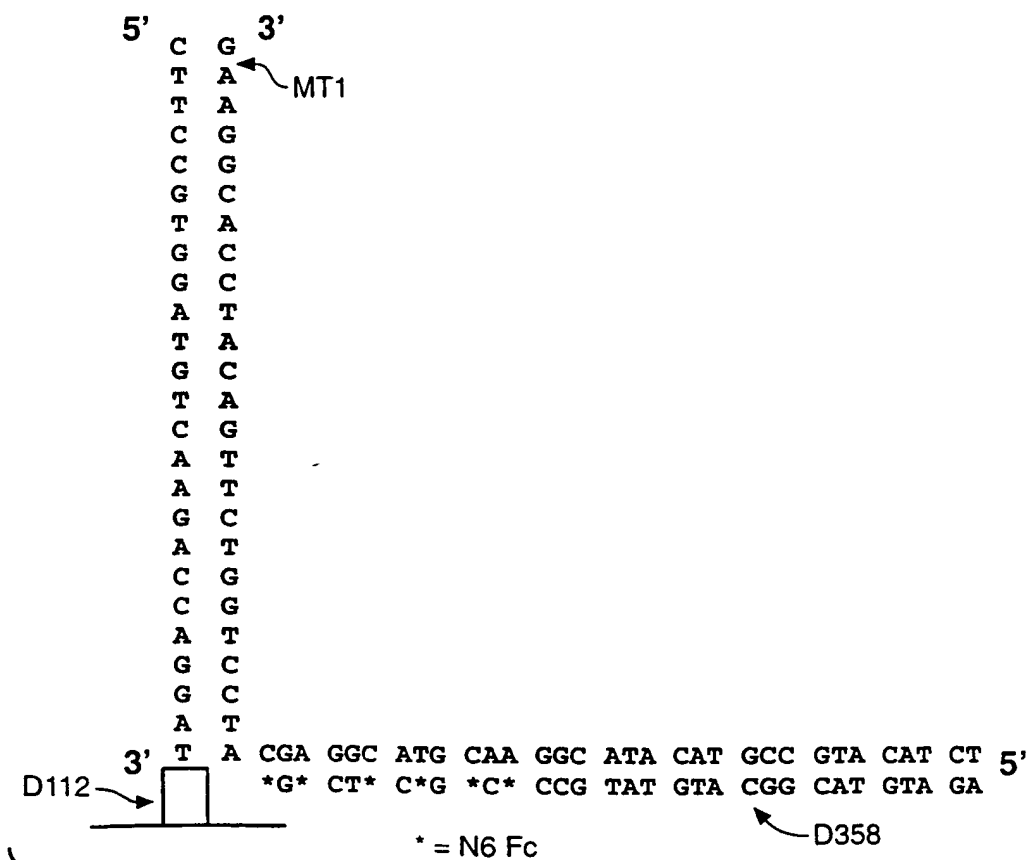 5' C G 3'
T A MT1
T A
C G
C G
G C
T A
G C
G C
A T
T A
G C
T A
C G
A T
A T
G C
A T
C G
C G
A T
G C
G C
A T
3' T A CGA GGC ATG CAA GGC ATA CAT GCC GTA CAT CT 5'
D112 *G* CT* C*G *C* CCG TAT GTA CGG CAT GTA GA
* = N6 Fc D358